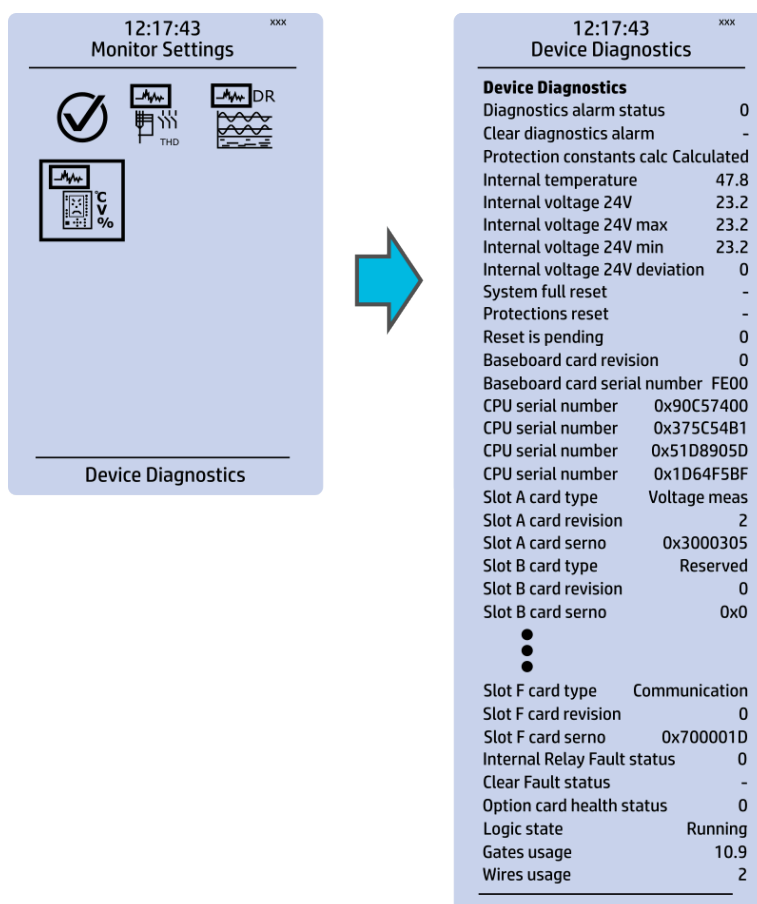 12:17:43 xxx
Monitor Settings
DR
THD
°C
V
%
Device Diagnostics
12:17:43 xxx
Device Diagnostics
Device Diagnostics
Diagnostics alarm status 0
Clear diagnostics alarm -
Protection constants calc Calculated
Internal temperature 47.8
Internal voltage 24V 23.2
Internal voltage 24V max 23.2
Internal voltage 24V min 23.2
Internal voltage 24V deviation 0
System full reset -
Protections reset -
Reset is pending 0
Baseboard card revision 0
Baseboard card serial number FE00
CPU serial number 0x90C57400
CPU serial number 0x375C54B1
CPU serial number 0x51D8905D
CPU serial number 0x1D64F5BF
Slot A card type Voltage meas
Slot A card revision 2
Slot A card serno 0x3000305
Slot B card type Reserved
Slot B card revision 0
Slot B card serno 0x0
Slot F card type Communication
Slot F card revision 0
Slot F card serno 0x700001D
Internal Relay Fault status 0
Clear Fault status -
Option card health status 0
Logic state Running
Gates usage 10.9
Wires usage 2